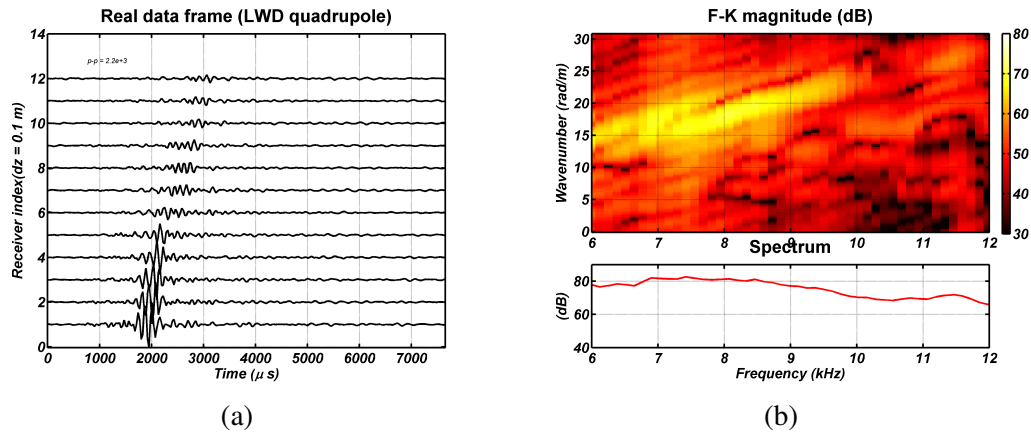 Real data frame (LWD quadrupole)
14
12
10
8
6
4
2
0
Receiver index(dz = 0.1 m)
p-p = 2.2e+3
0 1000 2000 3000 4000 5000 6000 7000
Time (μ s)
(a)
F-K magnitude (dB)
30
25
20
15
10
5
0
Wavenumber (rad/m)
6 7 8 9 10 11 12
80
70
60
50
40
30
Spectrum
80
60
40
(dB)
6 7 8 9 10 11 12
Frequency (kHz)
(b)